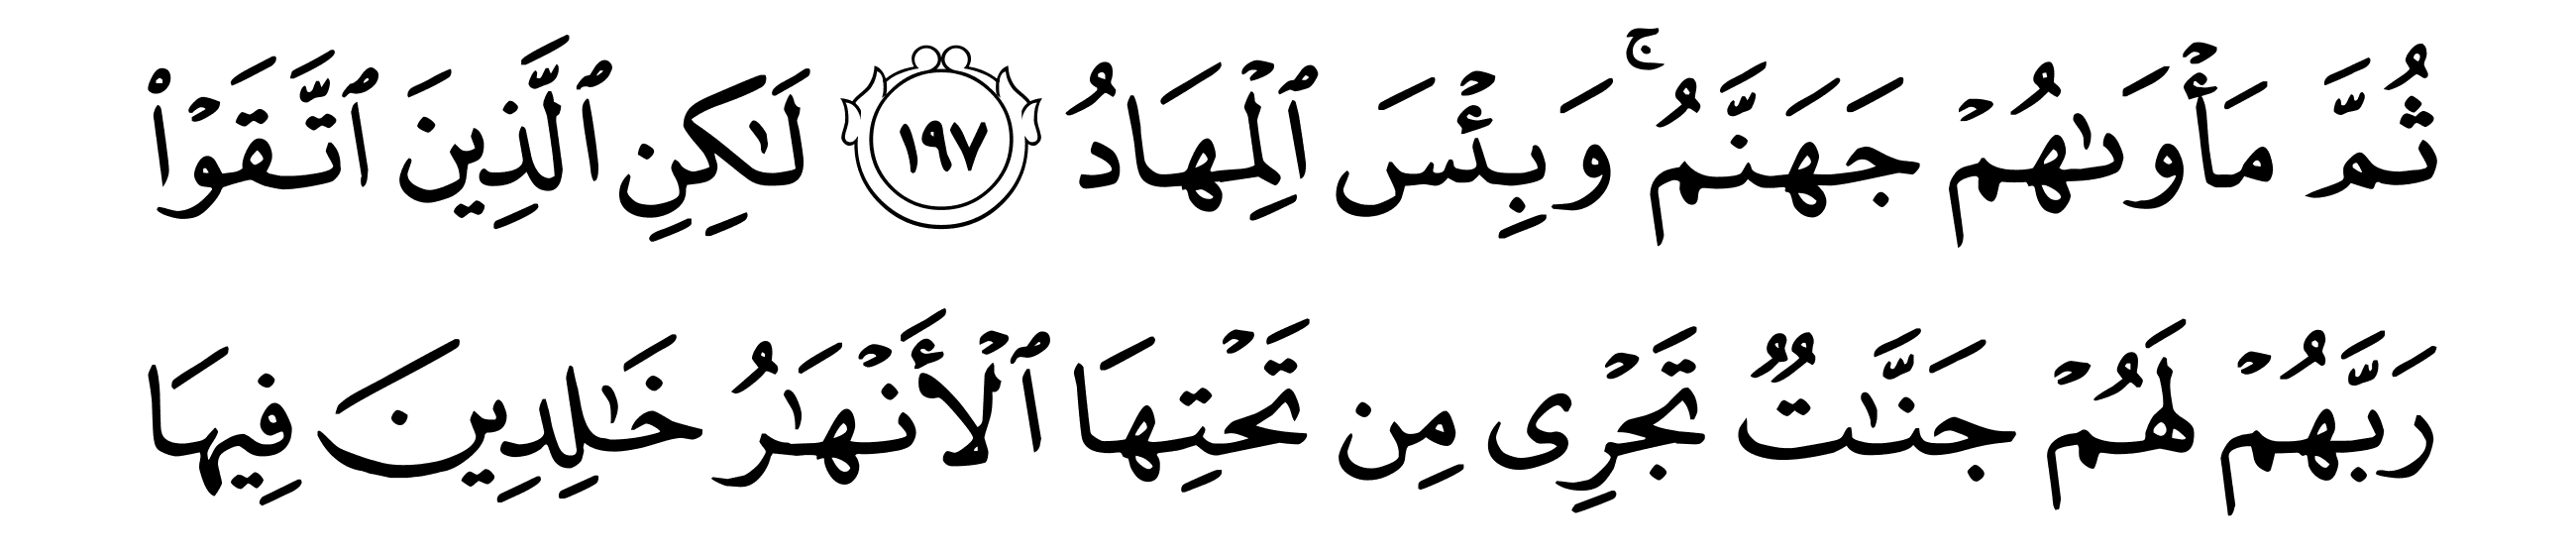 ثُمَّ مَأۡوَىٰهُمۡ جَهَنَّمُۖ وَبِئۡسَ ٱلۡمِهَادُ ١٩٧ لَٰكِنِ ٱلَّذِينَ ٱتَّقَوۡاْ
رَبَّهُمۡ لَهُمۡ جَنَّٰتٌ تَجۡرِى مِن تَحۡتِهَا ٱلۡأَنۡهَٰرُ خَٰلِدِينَ فِيهَا